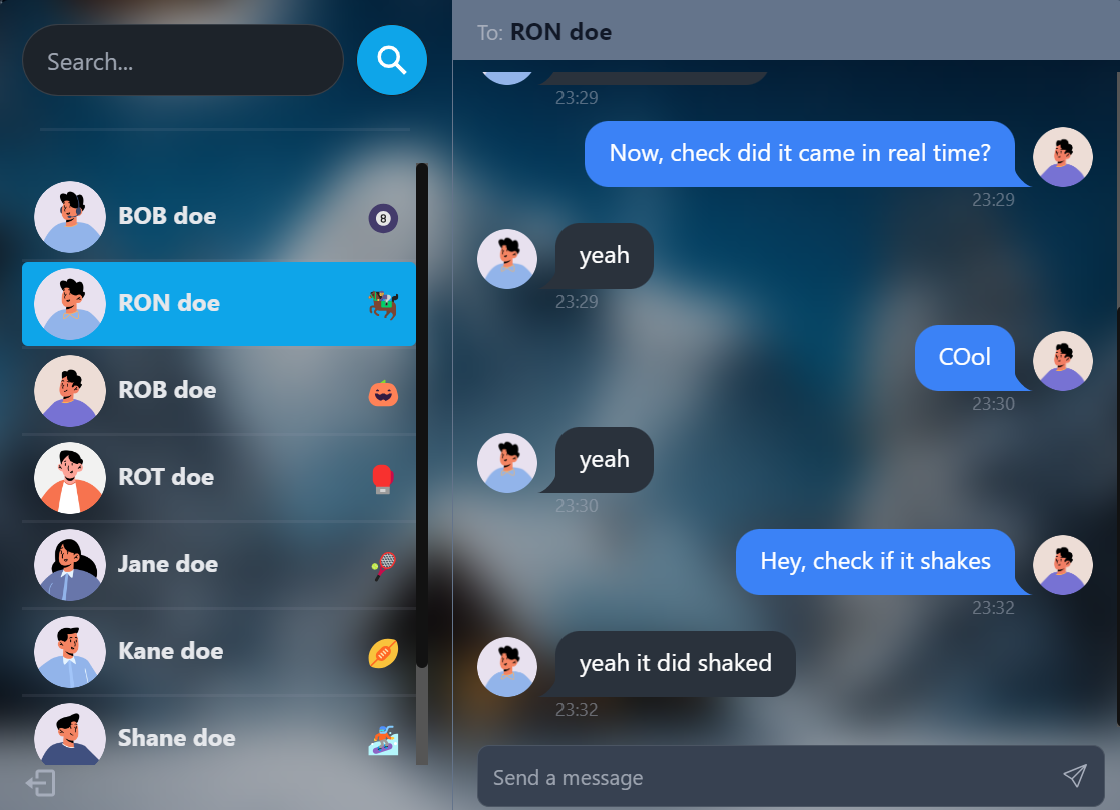 Search...
BOB doe
8
RON doe
ROB doe
ROT doe
Jane doe
Kane doe
Shane doe
To: RON doe
23:29
Now, check did it came in real time?
23:29
yeah
23:29
COol
23:30
yeah
23:30
Hey, check if it shakes
23:32
yeah it did shaked
23:32
Send a message